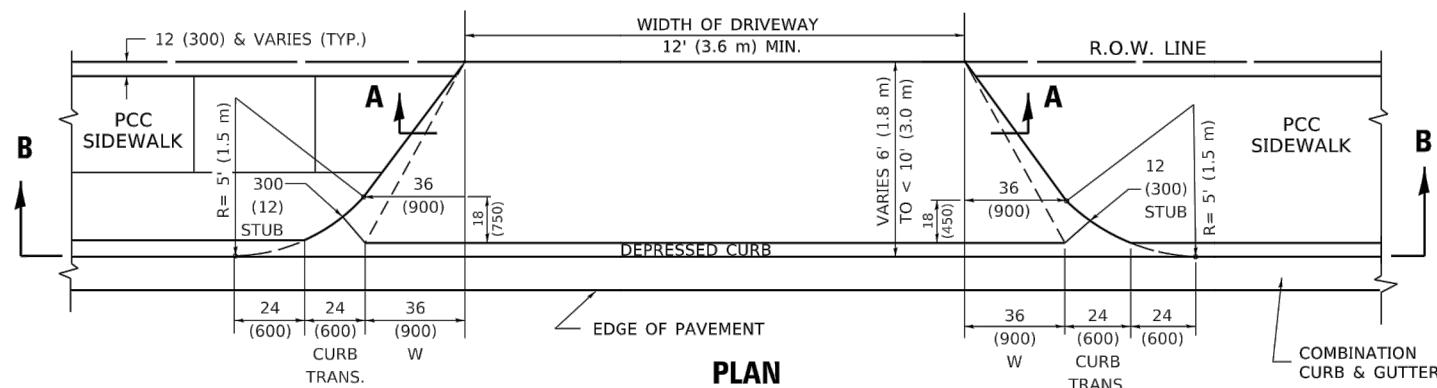 WIDTH OF DRIVEWAY
12' (3.6 m) MIN.
12 (300) & VARIES (TYP.)
R.O.W. LINE
A
A
PCC
SIDEWALK
R= 5' (1.5 m)
VARIES 6' (1.8 m)
TO < 10' (3.0 m)
PCC
SIDEWALK
R= 5' (1.5 m)
B
B
300
(12)
STUB
36
(900)
18
(750)
36
(900)
18
(450)
12
(300)
STUB
DEPRESSED CURB
24
(600)
24
(600)
CURB
TRANS.
36
(900)
W
EDGE OF PAVEMENT
36
(900)
W
24
(600)
CURB
TRANS.
24
(600)
COMBINATION
CURB & GUTTER
PLAN